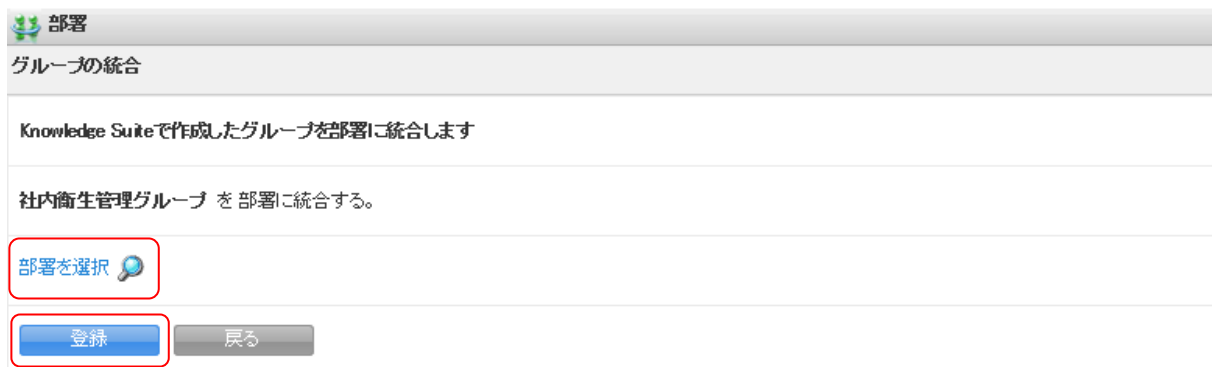 部署
グループの統合
Knowledge Suiteで作成したグループを部署に統合します
社内衛生管理グループ を 部署に統合する。
部署を選択
登録 戻る